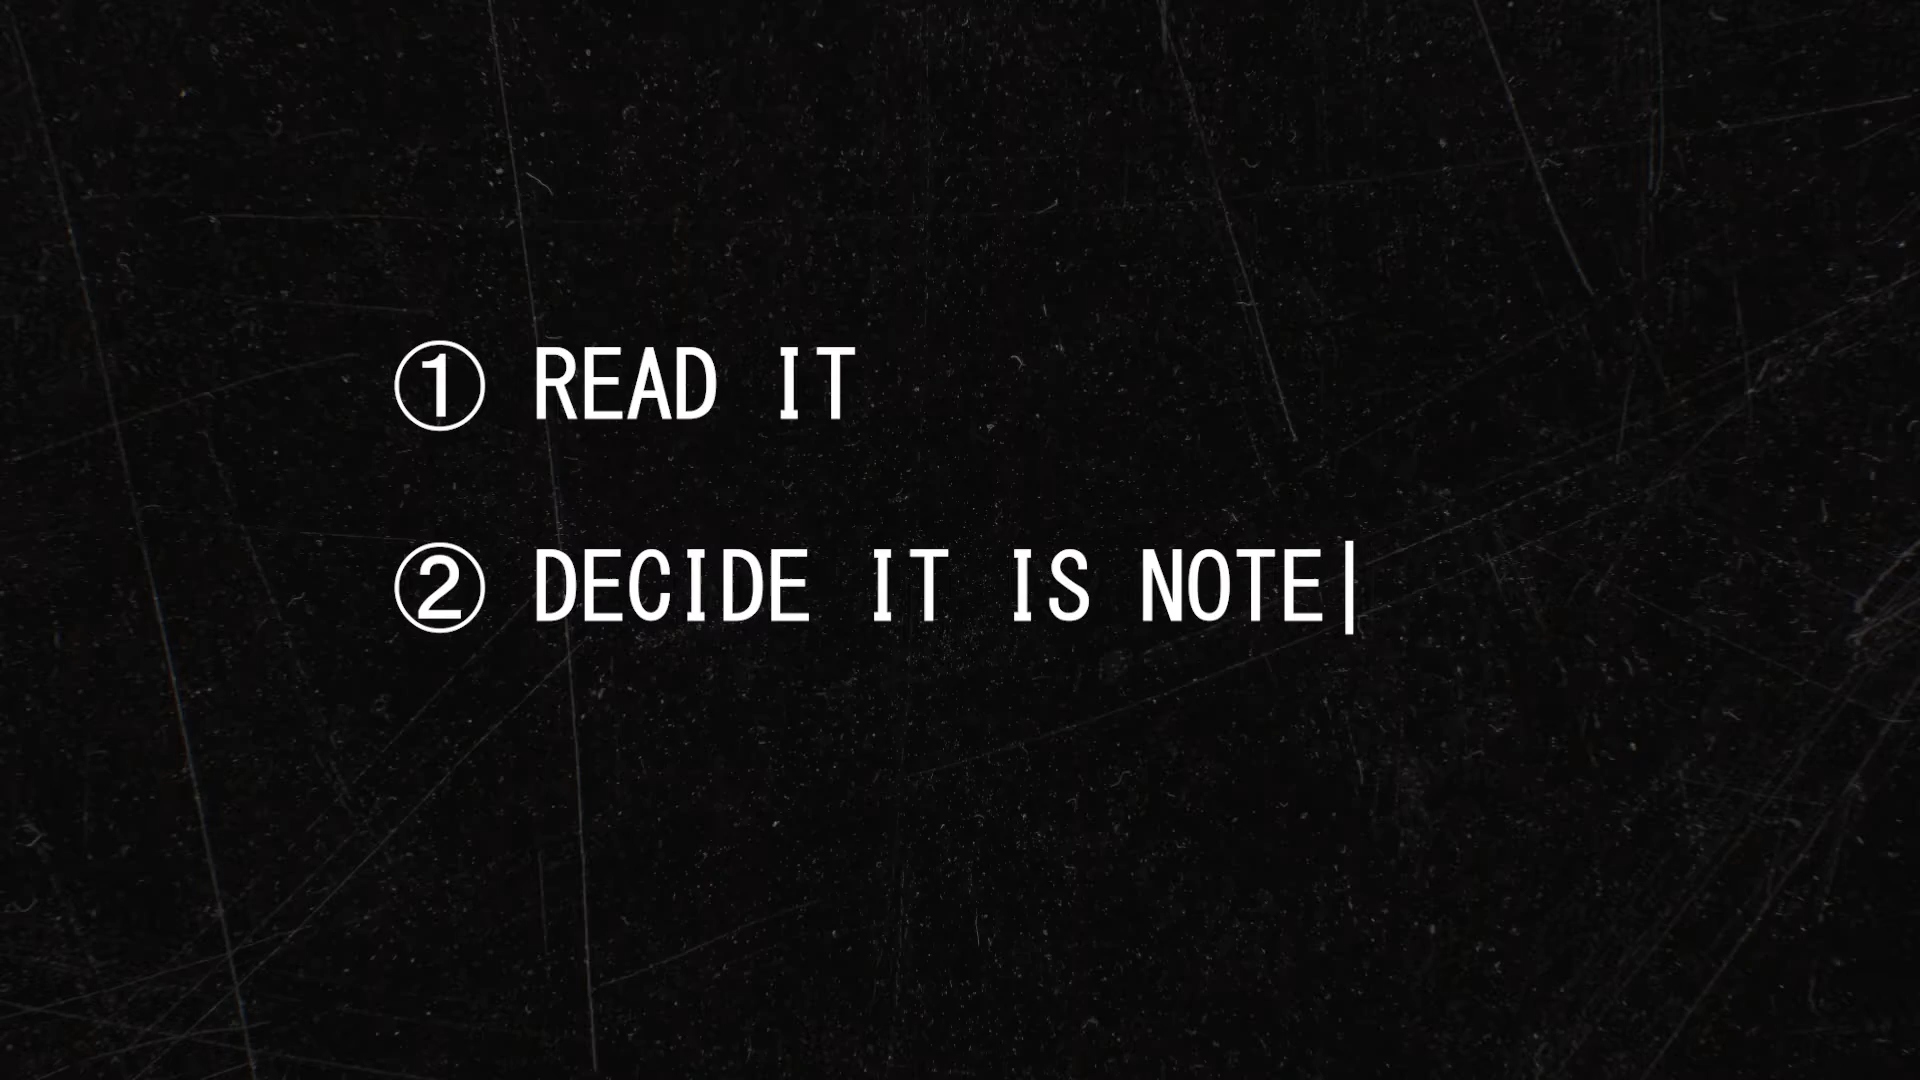 ① READ IT
② DECIDE IT IS NOTE|